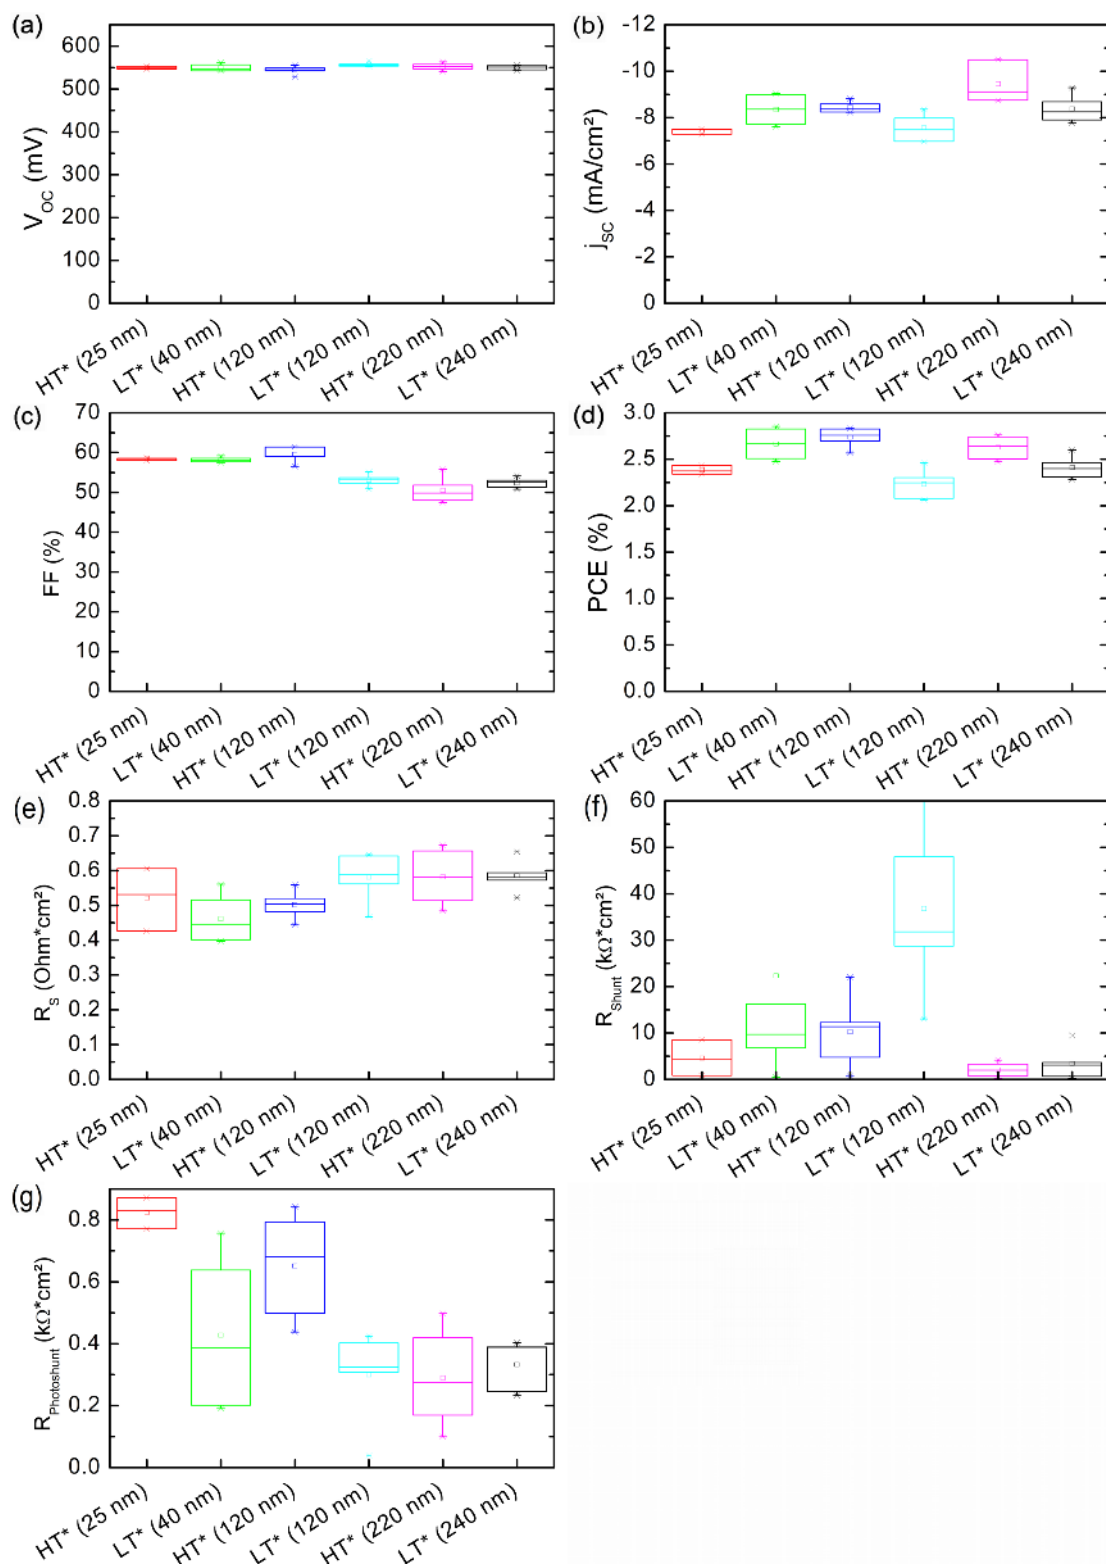 (a)
V_OC (mV)
600
500
400
300
200
100
0
HT* (25 nm)
LT* (40 nm)
HT* (120 nm)
LT* (120 nm)
HT* (220 nm)
LT* (240 nm)
(b)
j_SC (mA/cm²)
-12
-10
-8
-6
-4
-2
0
HT* (25 nm)
LT* (40 nm)
HT* (120 nm)
LT* (120 nm)
HT* (220 nm)
LT* (240 nm)
(c)
FF (%)
70
60
50
40
30
20
10
0
HT* (25 nm)
LT* (40 nm)
HT* (120 nm)
LT* (120 nm)
HT* (220 nm)
LT* (240 nm)
(d)
PCE (%)
3.0
2.5
2.0
1.5
1.0
0.5
0.0
HT* (25 nm)
LT* (40 nm)
HT* (120 nm)
LT* (120 nm)
HT* (220 nm)
LT* (240 nm)
(e)
R_S (Ohm*cm²)
0.8
0.7
0.6
0.5
0.4
0.3
0.2
0.1
0.0
HT* (25 nm)
LT* (40 nm)
HT* (120 nm)
LT* (120 nm)
HT* (220 nm)
LT* (240 nm)
(f)
R_Shunt (kΩ*cm²)
60
50
40
30
20
10
0
HT* (25 nm)
LT* (40 nm)
HT* (120 nm)
LT* (120 nm)
HT* (220 nm)
LT* (240 nm)
(g)
R_Photoshunt (kΩ*cm²)
0.8
0.6
0.4
0.2
0.0
HT* (25 nm)
LT* (40 nm)
HT* (120 nm)
LT* (120 nm)
HT* (220 nm)
LT* (240 nm)